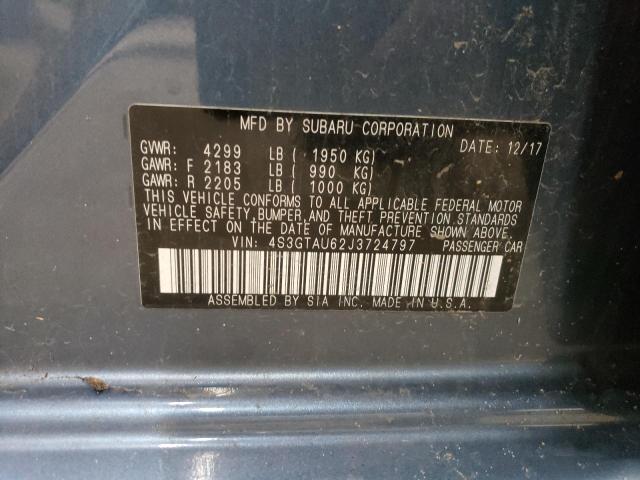 MFD BY SUBARU CORPORATION
GVWR: 4299 LB ( 1950 KG) DATE: 12/17
GAWR: F 2183 LB ( 990 KG)
GAWR: R 2205 LB ( 1000 KG)
THIS VEHICLE CONFORMS TO ALL APPLICABLE FEDERAL MOTOR
VEHICLE SAFETY, BUMPER, AND THEFT PREVENTION STANDARDS
IN EFFECT ON THE DATE OF MANUFACTURE SHOWN ABOVE.
VIN: 4S3GTAU62J3724797 PASSENGER CAR
ASSEMBLED BY SIA INC. MADE IN U.S.A.